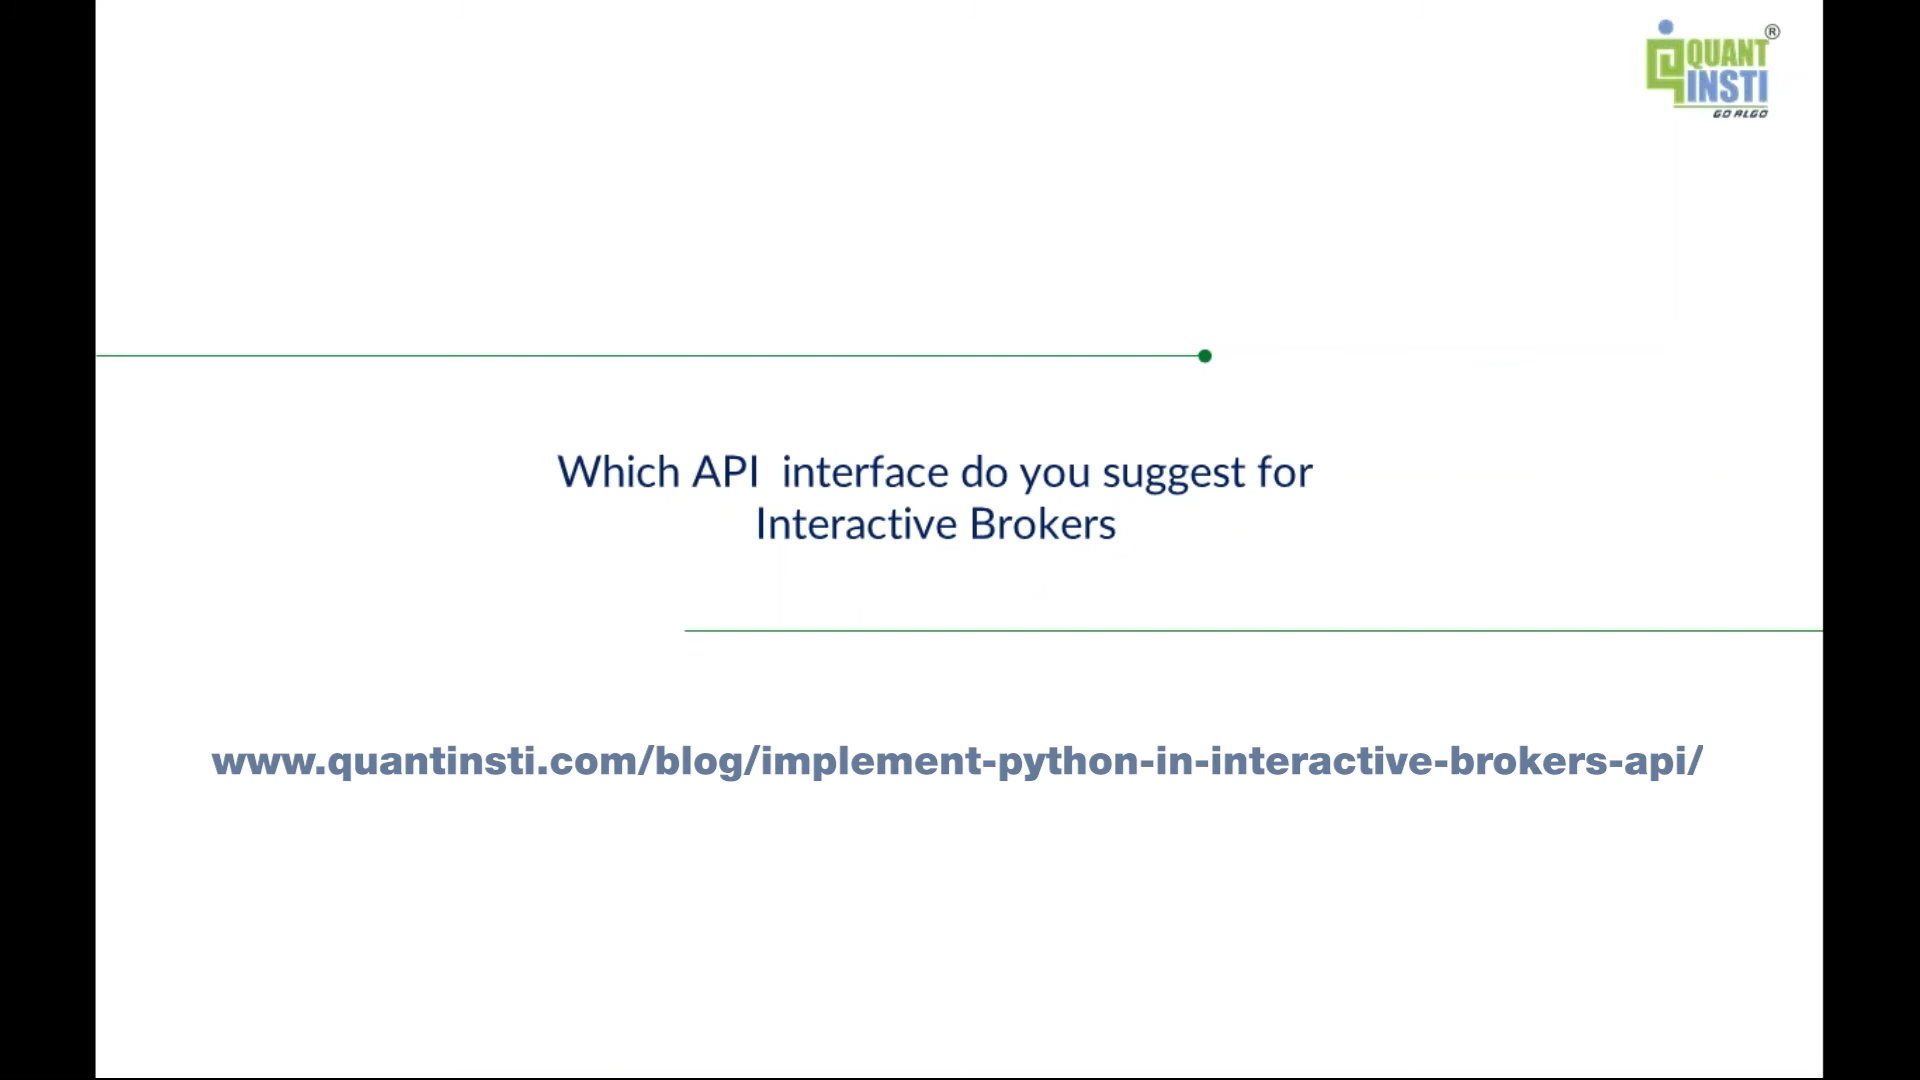 QUANT
INSTI
®
GO ALGO
Which API  interface do you suggest for
Interactive Brokers
www.quantinsti.com/blog/implement-python-in-interactive-brokers-api/